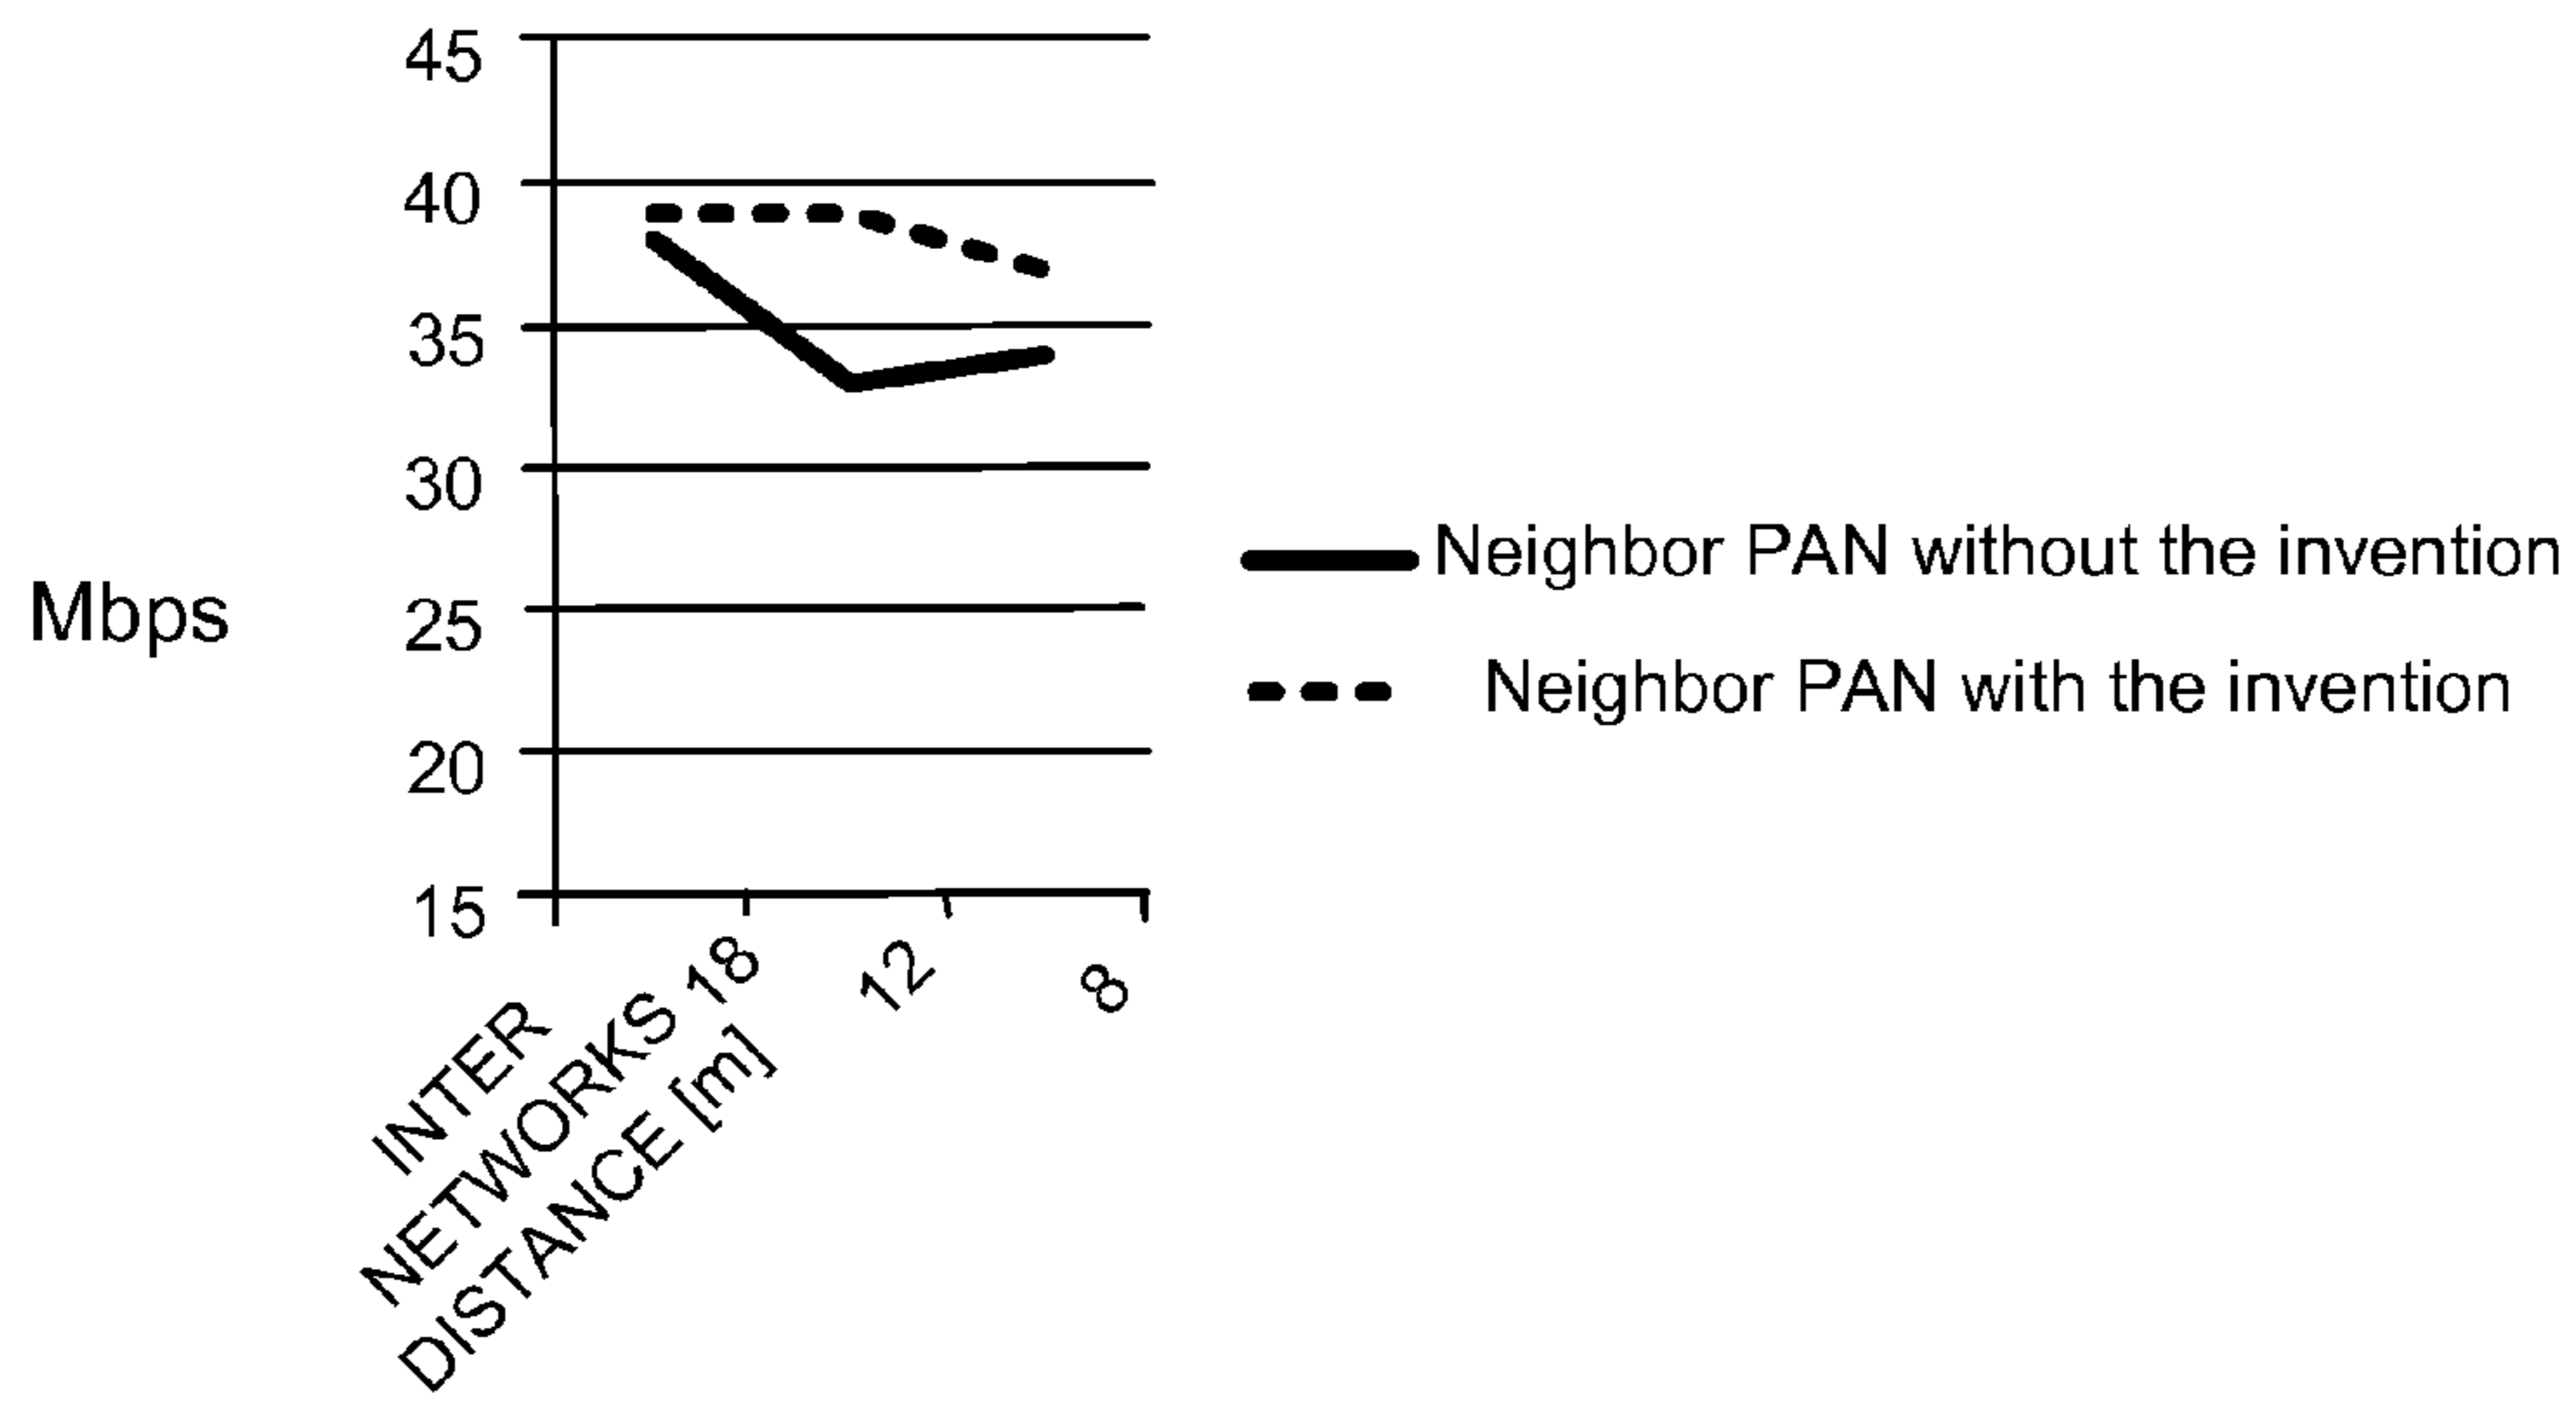 45
40
35
30
Neighbor PAN without the invention
Mbps
25
Neighbor PAN with the invention
20
15
18
12
8
INTER
NETWORKS
DISTANCE [m]